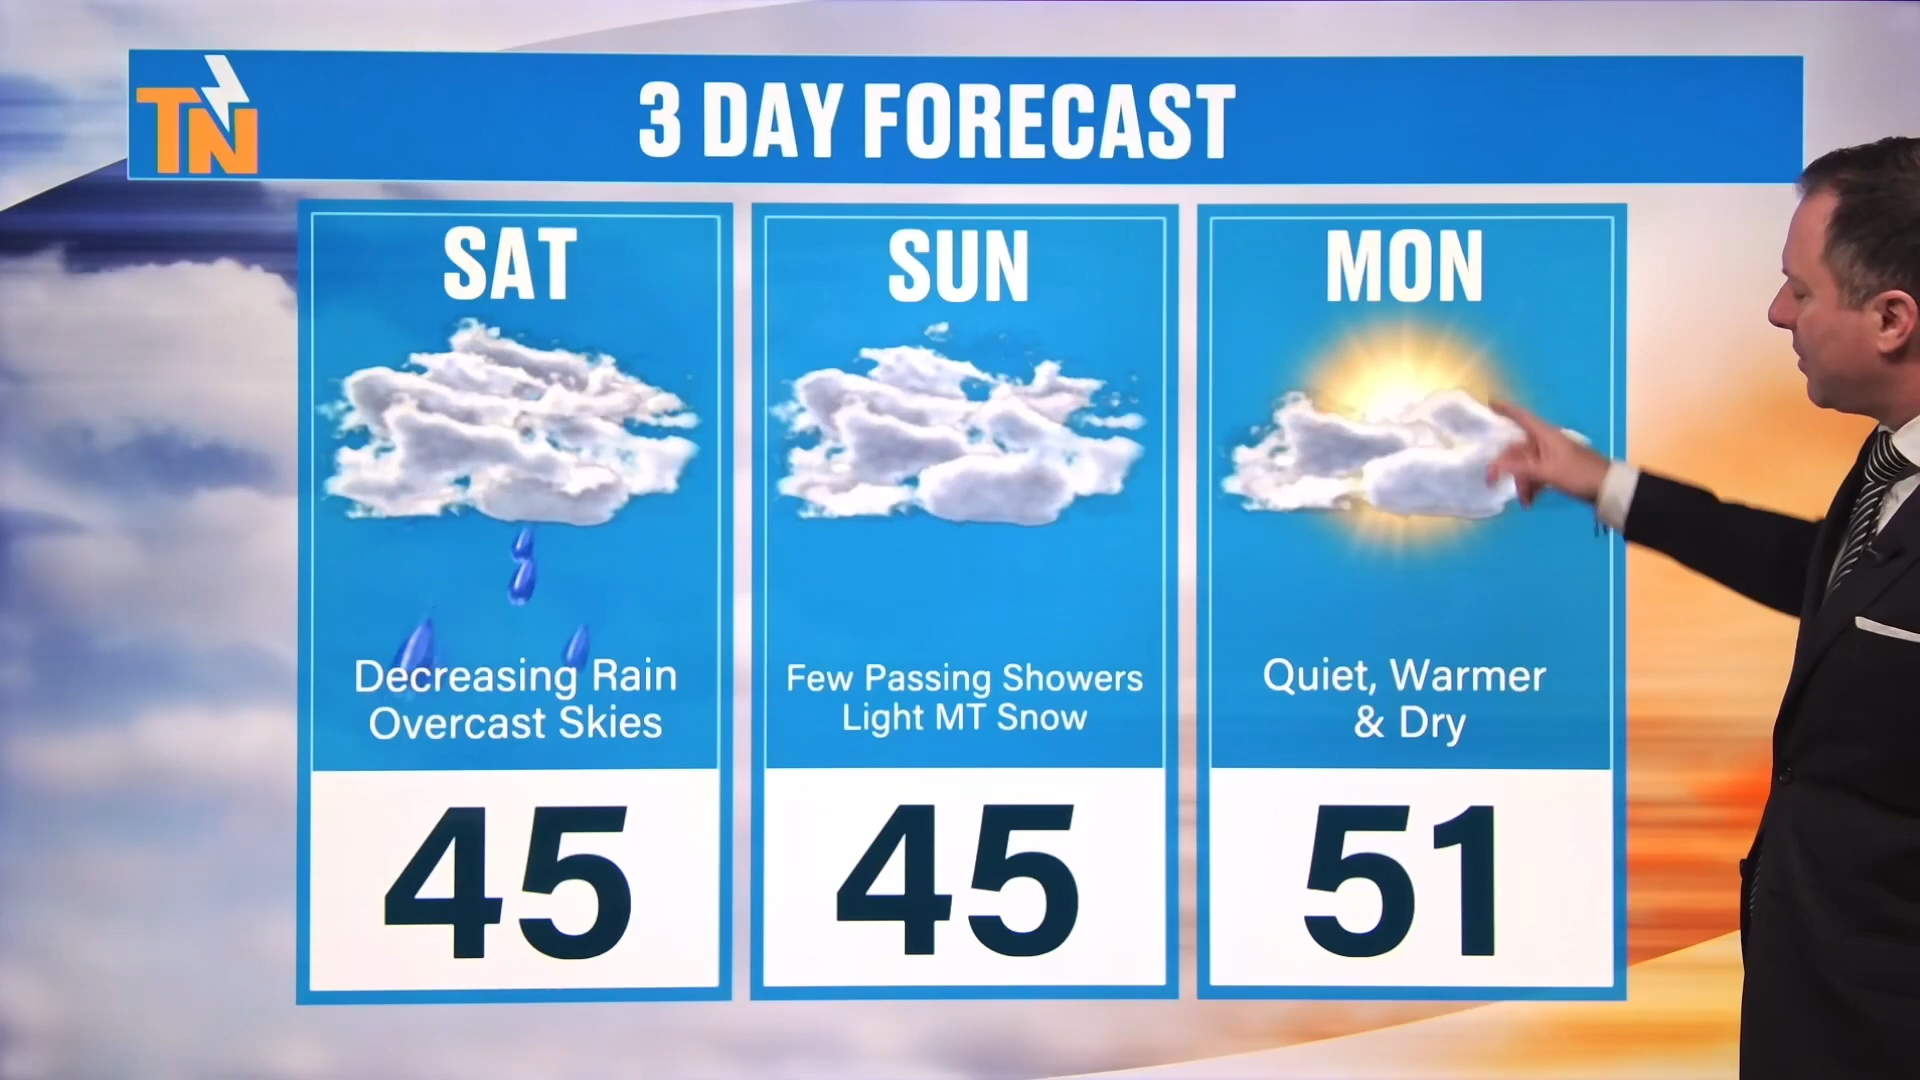 TN
3 DAY FORECAST
SAT
Decreasing Rain
Overcast Skies
45
SUN
Few Passing Showers
Light MT Snow
45
MON
Quiet, Warmer
& Dry
51